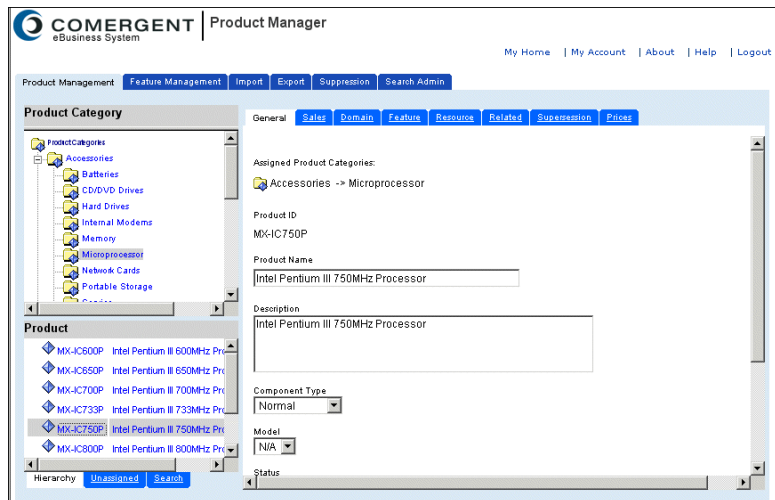 COMERGENT
eBusiness System
Product Manager
My Home | My Account | About | Help | Logout
Product Management Feature Management Import Export Suppression Search Admin
Product Category
Product Categories
Accessories
Batteries
CD/DVD Drives
Hard Drives
Internal Modems
Memory
Microprocessor
Network Cards
Portable Storage
Product
MX-IC600P Intel Pentium III 600MHz Pro
MX-IC650P Intel Pentium III 650MHz Pro
MX-IC700P Intel Pentium III 700MHz Pro
MX-IC733P Intel Pentium III 733MHz Pro
MX-IC750P Intel Pentium III 750MHz Pro
MX-IC800P Intel Pentium III 800MHz Pro
Hierarchy Unassigned Search
General Sales Domain Feature Resource Related Supersession Prices
Assigned Product Categories:
Accessories -> Microprocessor
Product ID
MX-IC750P
Product Name
Intel Pentium III 750MHz Processor
Description
Intel Pentium III 750MHz Processor
Component Type
Normal
Model
N/A
Status